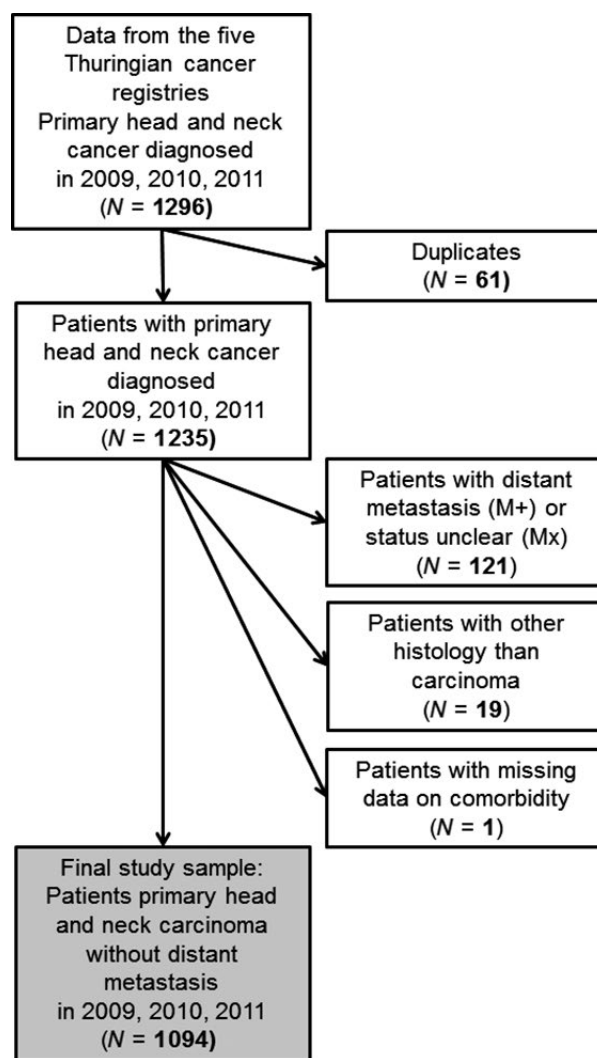 Data from the five
Thuringian cancer
registries
Primary head and neck
cancer diagnosed
in 2009, 2010, 2011
(N = 1296)
Duplicates
(N = 61)
Patients with primary
head and neck cancer
diagnosed
in 2009, 2010, 2011
(N = 1235)
Patients with distant
metastasis (M+) or
status unclear (Mx)
(N = 121)
Patients with other
histology than
carcinoma
(N = 19)
Patients with missing
data on comorbidity
(N = 1)
Final study sample:
Patients primary head
and neck carcinoma
without distant
metastasis
in 2009, 2010, 2011
(N = 1094)